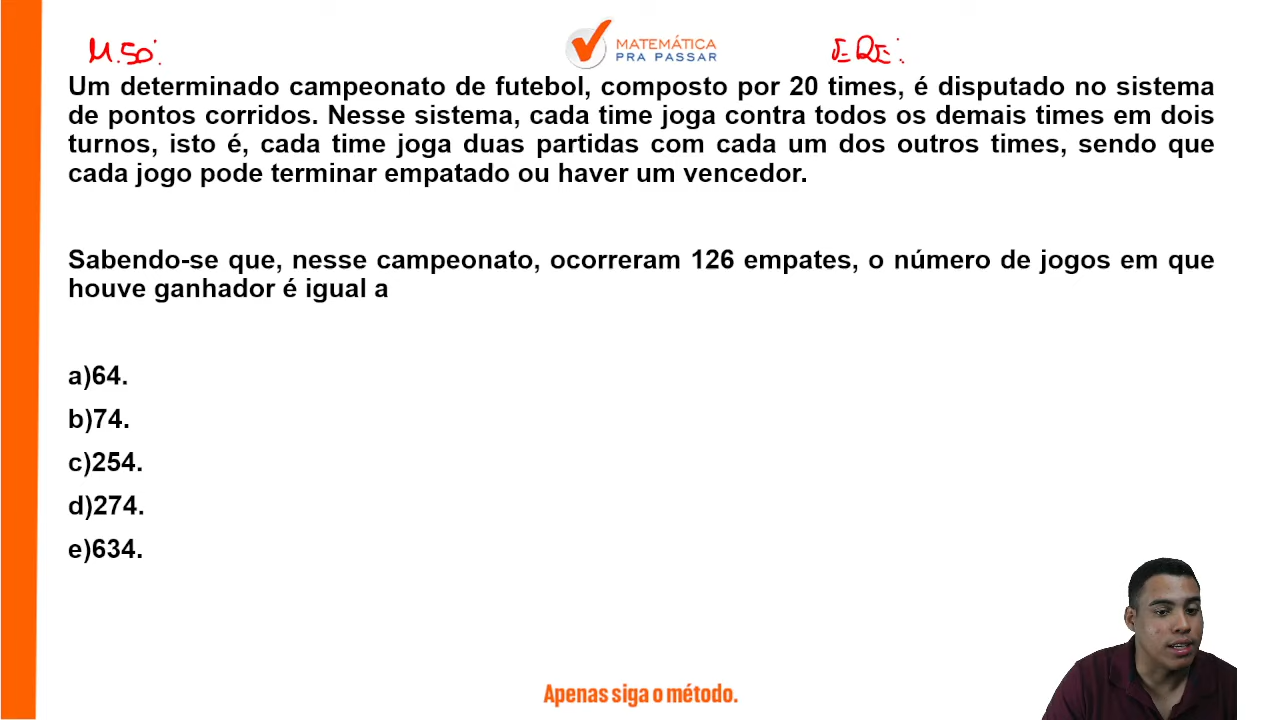 M.50:
MATEMÁTICA
PRA PASSAR
Um determinado campeonato de futebol, composto por 20 times, é disputado no sistema
de pontos corridos. Nesse sistema, cada time joga contra todos os demais times em dois
turnos, isto é, cada time joga duas partidas com cada um dos outros times, sendo que
cada jogo pode terminar empatado ou haver um vencedor.
Sabendo-se que, nesse campeonato, ocorreram 126 empates, o número de jogos em que
houve ganhador é igual a
a)64.
b)74.
c)254.
d)274.
e)634.
Apenas siga o método.